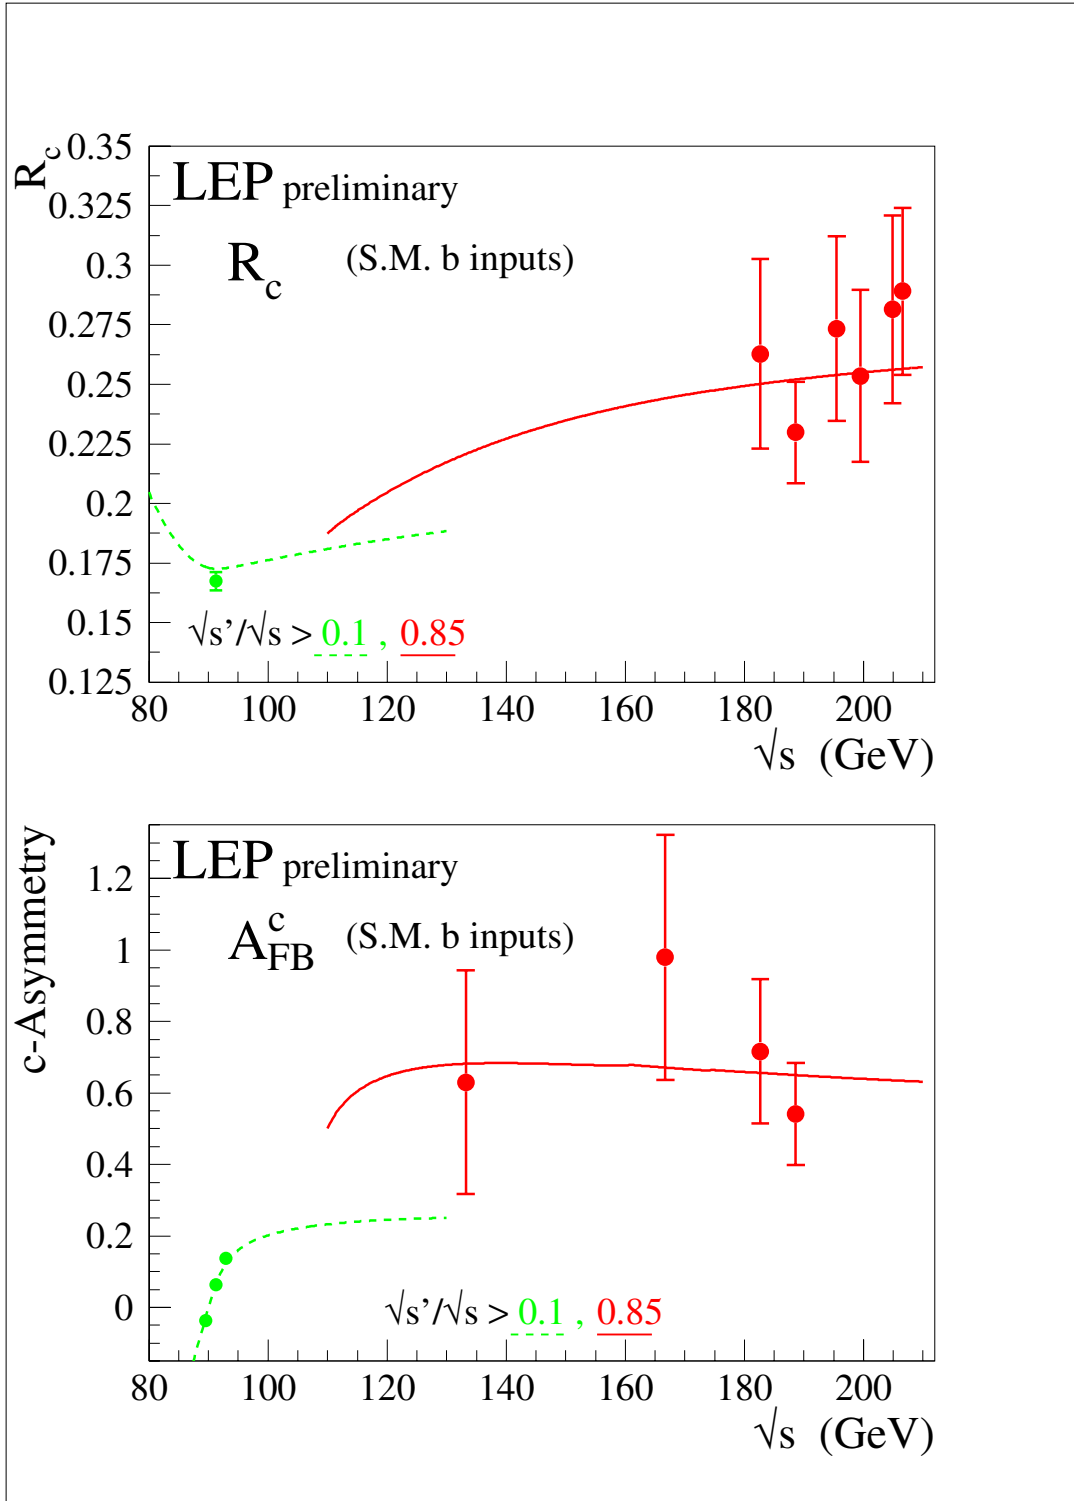 R_c
0.35
LEP preliminary
0.325
R_c (S.M. b inputs)
0.3
0.275
0.25
0.225
0.2
0.175
0.15
√s’/√s > 0.1 , 0.85
0.125
80 100 120 140 160 180 200
√s (GeV)
c-Asymmetry
LEP preliminary
1.2
A_FB^c (S.M. b inputs)
1
0.8
0.6
0.4
0.2
0
√s’/√s > 0.1 , 0.85
80 100 120 140 160 180 200
√s (GeV)